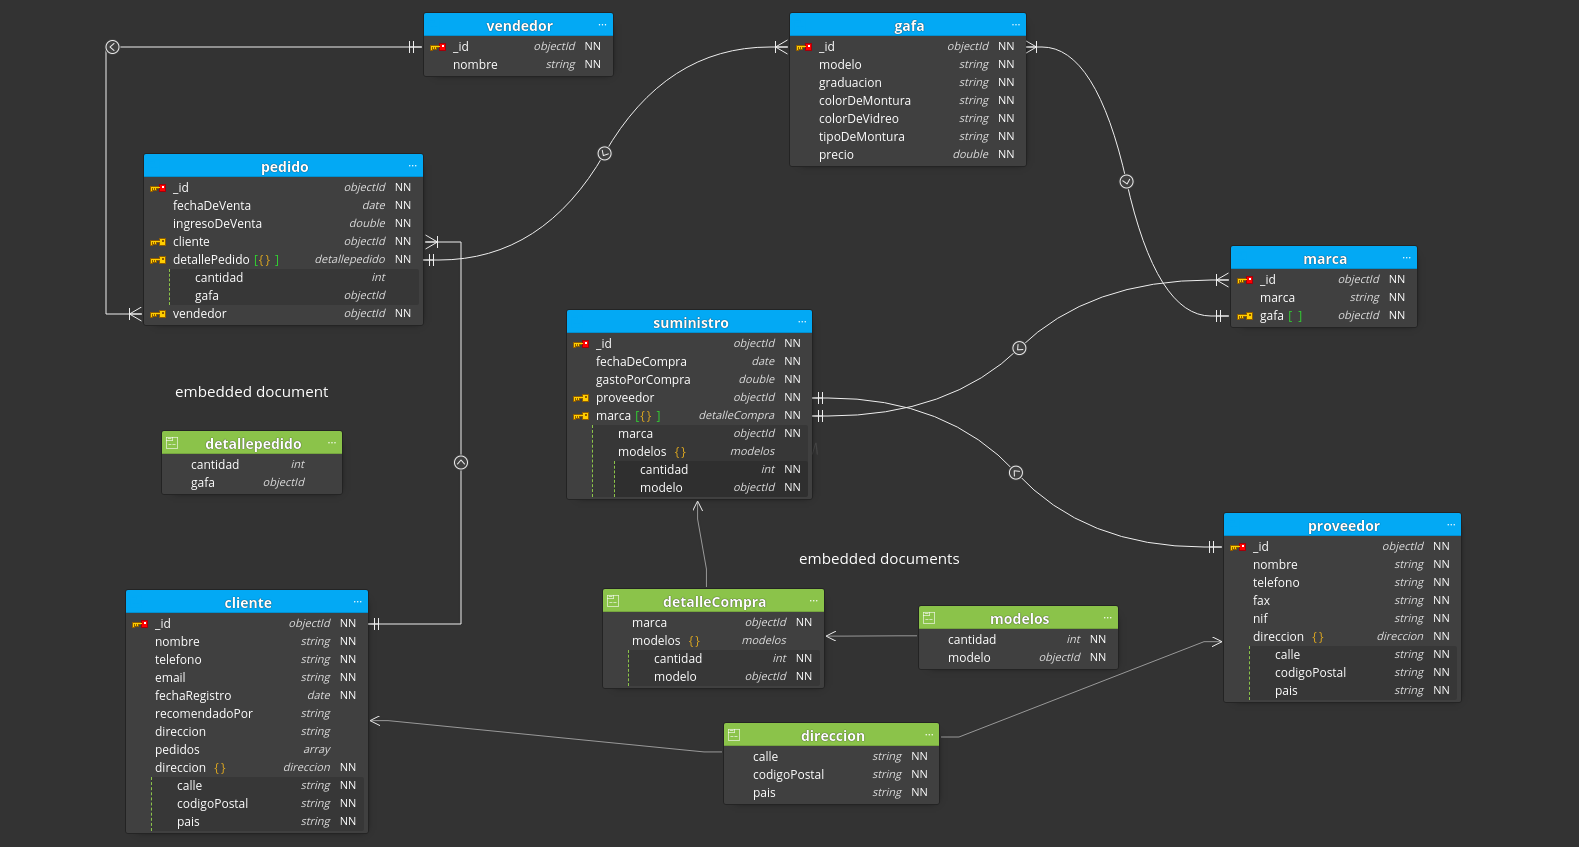 vendedor ...
_id objectId NN
nombre string NN
gafa ...
_id objectId NN
modelo string NN
graduacion string NN
colorDeMontura string NN
colorDeVidreo string NN
tipoDeMontura string NN
precio double NN
pedido ...
_id objectId NN
fechaDeVenta date NN
ingresoDeVenta double NN
cliente objectId NN
detallePedido [{} ] detallepedido NN
cantidad int
gafa objectId
vendedor objectId NN
marca ...
_id objectId NN
marca string NN
gafa [ ] objectId NN
suministro ...
_id objectId NN
fechaDeCompra date NN
gastoPorCompra double NN
proveedor objectId NN
marca [{} ] detalleCompra NN
marca objectId NN
modelos {} modelos
cantidad int NN
modelo objectId NN
embedded document
detallepedido ...
cantidad int
gafa objectId
proveedor ...
_id objectId NN
nombre string NN
telefono string NN
fax string NN
nif string NN
direccion {} direccion NN
calle string NN
codigoPostal string NN
pais string NN
embedded documents
cliente ...
_id objectId NN
nombre string NN
telefono string NN
email string NN
fechaRegistro date NN
recomendadoPor string
direccion string
pedidos array
direccion {} direccion NN
calle string NN
codigoPostal string NN
pais string NN
detalleCompra ...
marca objectId NN
modelos {} modelos
cantidad int NN
modelo objectId NN
modelos ...
cantidad int NN
modelo objectId NN
direccion ...
calle string NN
codigoPostal string NN
pais string NN